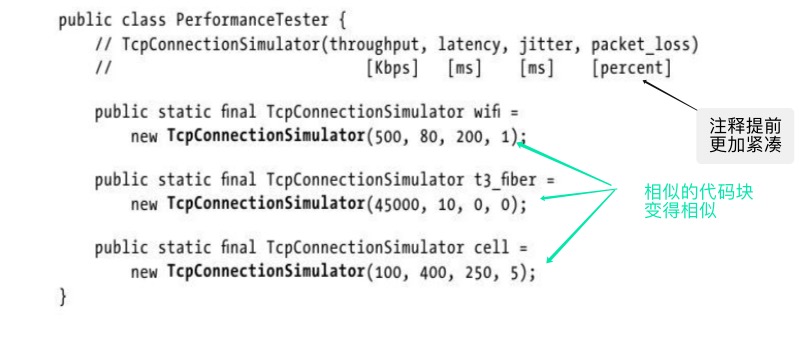 public class PerformanceTester {
// TcpConnectionSimulator(throughput, latency, jitter, packet_loss)
// [Kbps] [ms] [ms] [percent]
public static final TcpConnectionSimulator wifi =
new TcpConnectionSimulator(500, 80, 200, 1);
public static final TcpConnectionSimulator t3_fiber =
new TcpConnectionSimulator(45000, 10, 0, 0);
public static final TcpConnectionSimulator cell =
new TcpConnectionSimulator(100, 400, 250, 5);
}
注释提前
更加紧凑
相似的代码块
变得相似